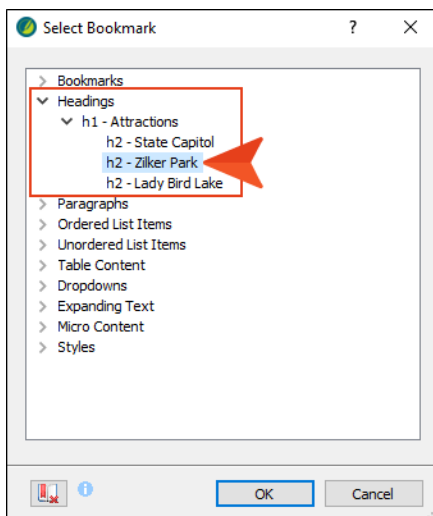 Select Bookmark
Bookmarks
Headings
h1 - Attractions
h2 - State Capitol
h2 - Zilker Park
h2 - Lady Bird Lake
Paragraphs
Ordered List Items
Unordered List Items
Table Content
Dropdowns
Expanding Text
Micro Content
Styles
OK Cancel